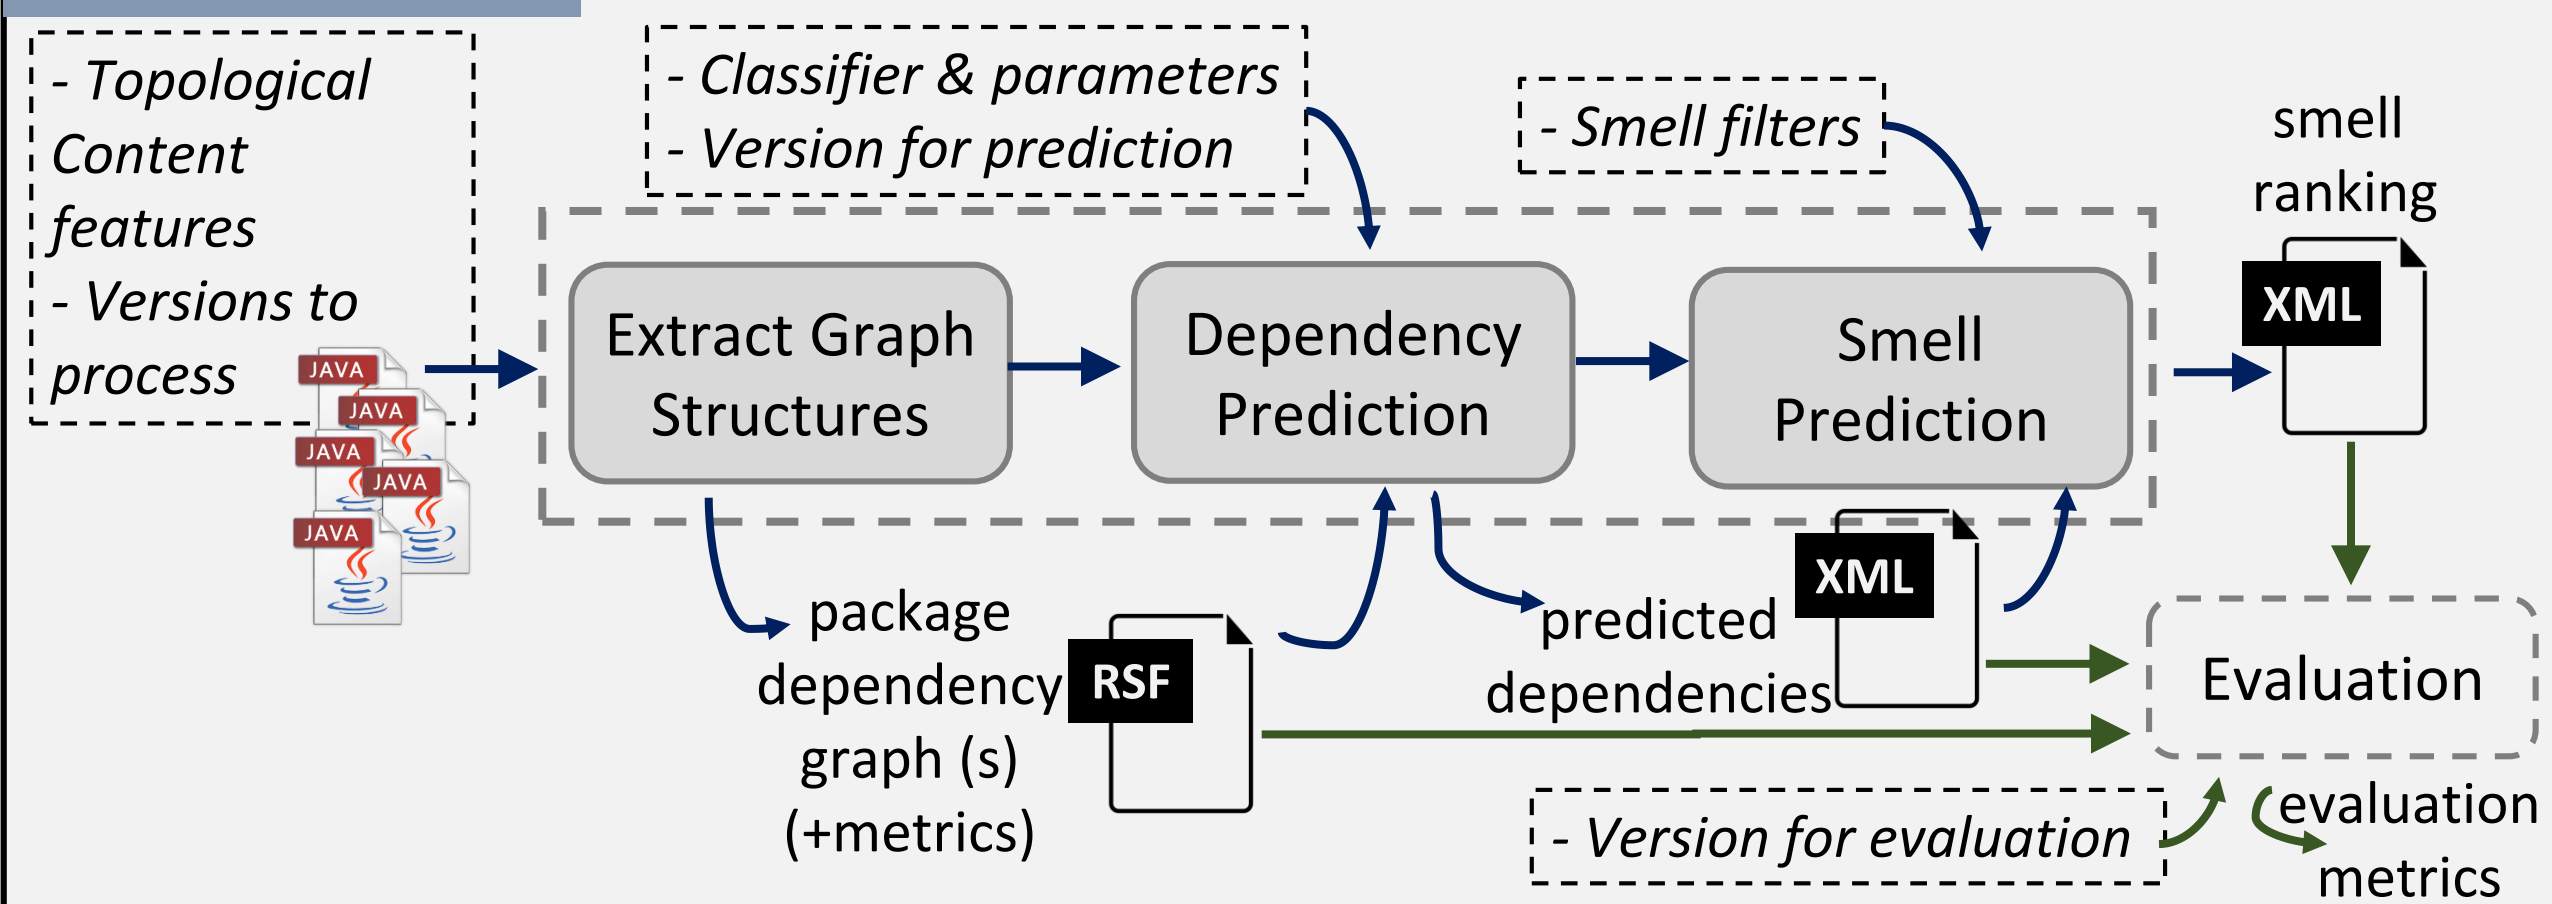 - Topological
Content
features
- Versions to
process
JAVA
JAVA
JAVA
JAVA
JAVA
- Classifier & parameters
- Version for prediction
- Smell filters
smell
ranking
XML
Extract Graph
Structures
Dependency
Prediction
Smell
Prediction
package
dependency
graph (s)
(+metrics)
RSF
predicted
dependencies
XML
Evaluation
- Version for evaluation
evaluation
metrics